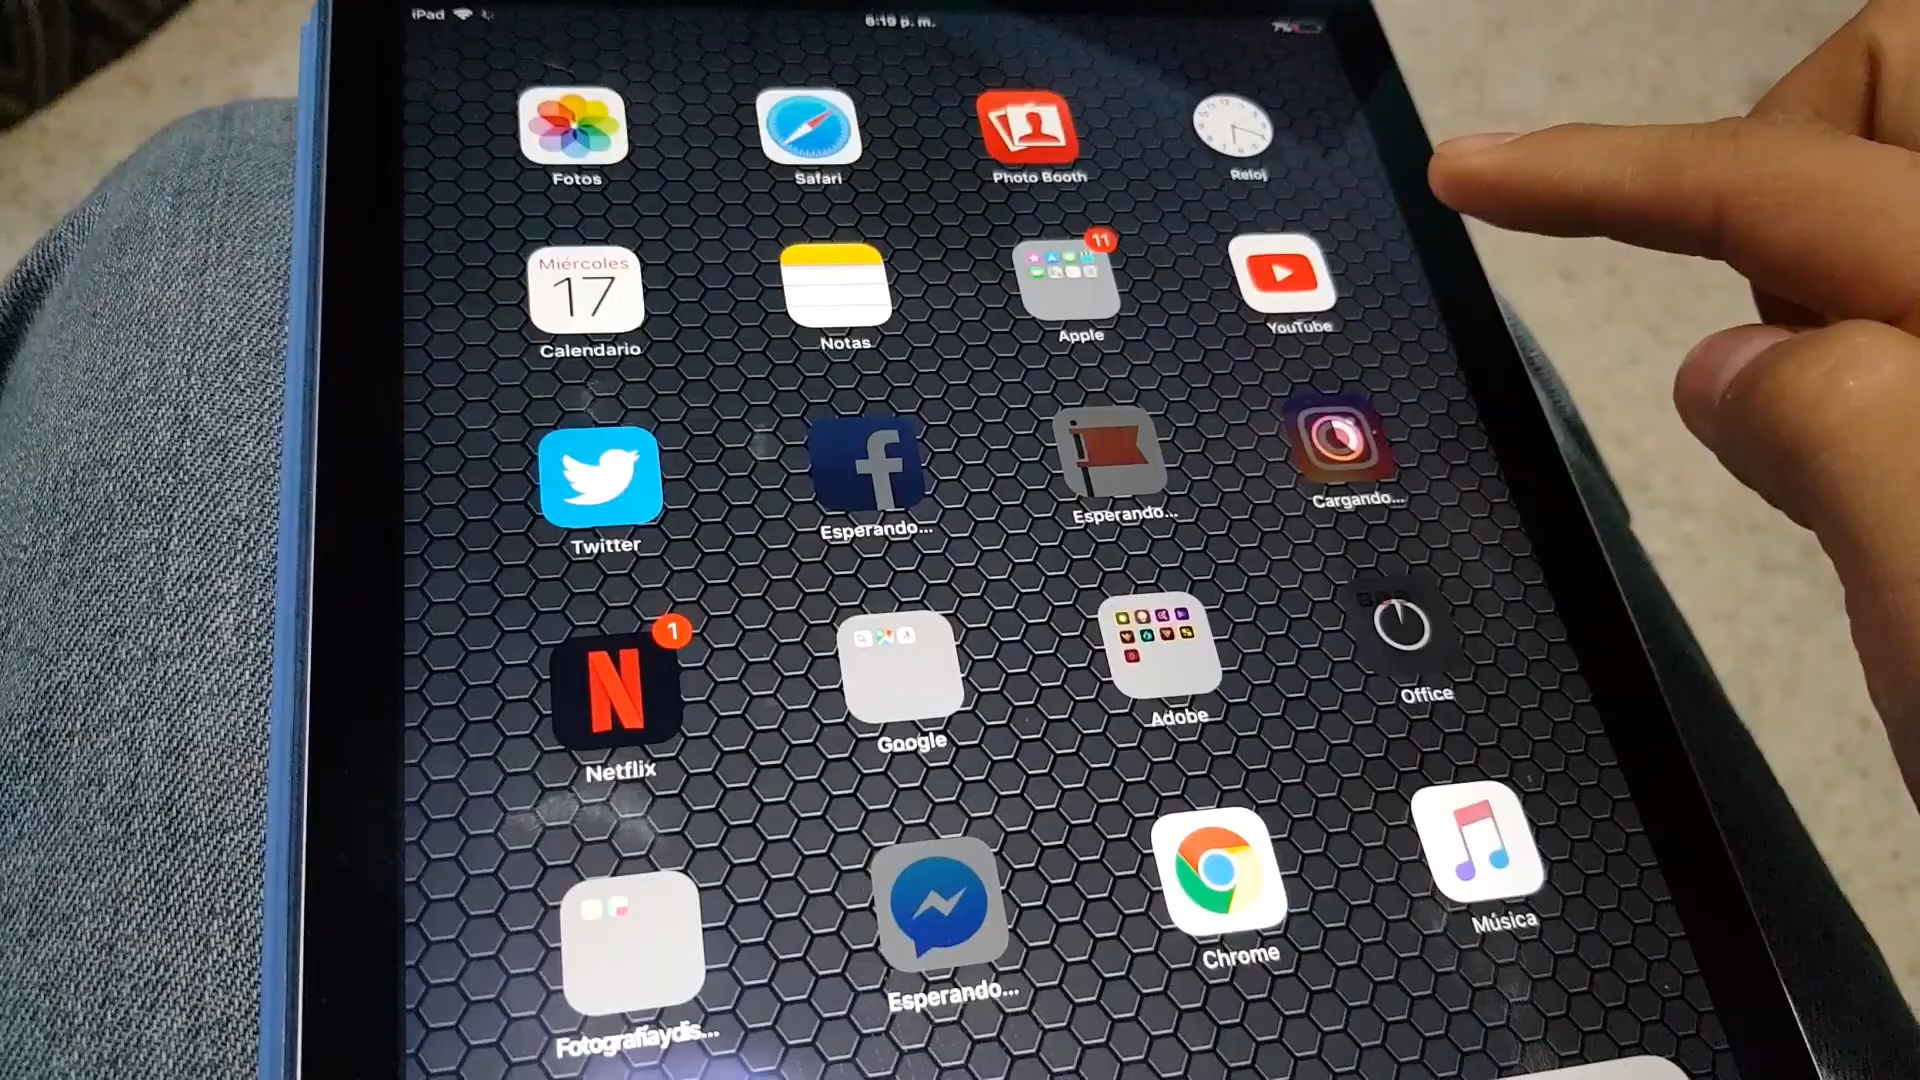 iPad 6:19 p. m. 7%
Fotos Safari Photo Booth Reloj
Miércoles
17
11
Calendario Notas Apple YouTube
f
Twitter Esperando... Esperando... Cargando...
1
N
Netflix Google Adobe Office
Fotografíaydis... Esperando... Chrome Música